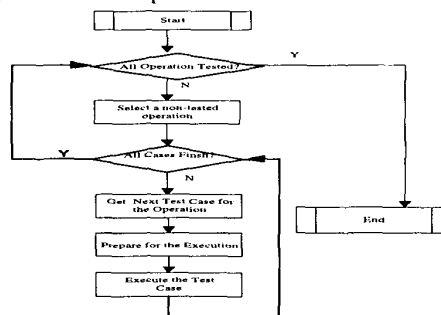 Start
All Operation Tested?
Y
N
Select a non-tested
operation
Y
All Cases Finsh?
N
Get Next Test Case for
the Operation
End
Prepare for the Execution
Execute the Test
Case